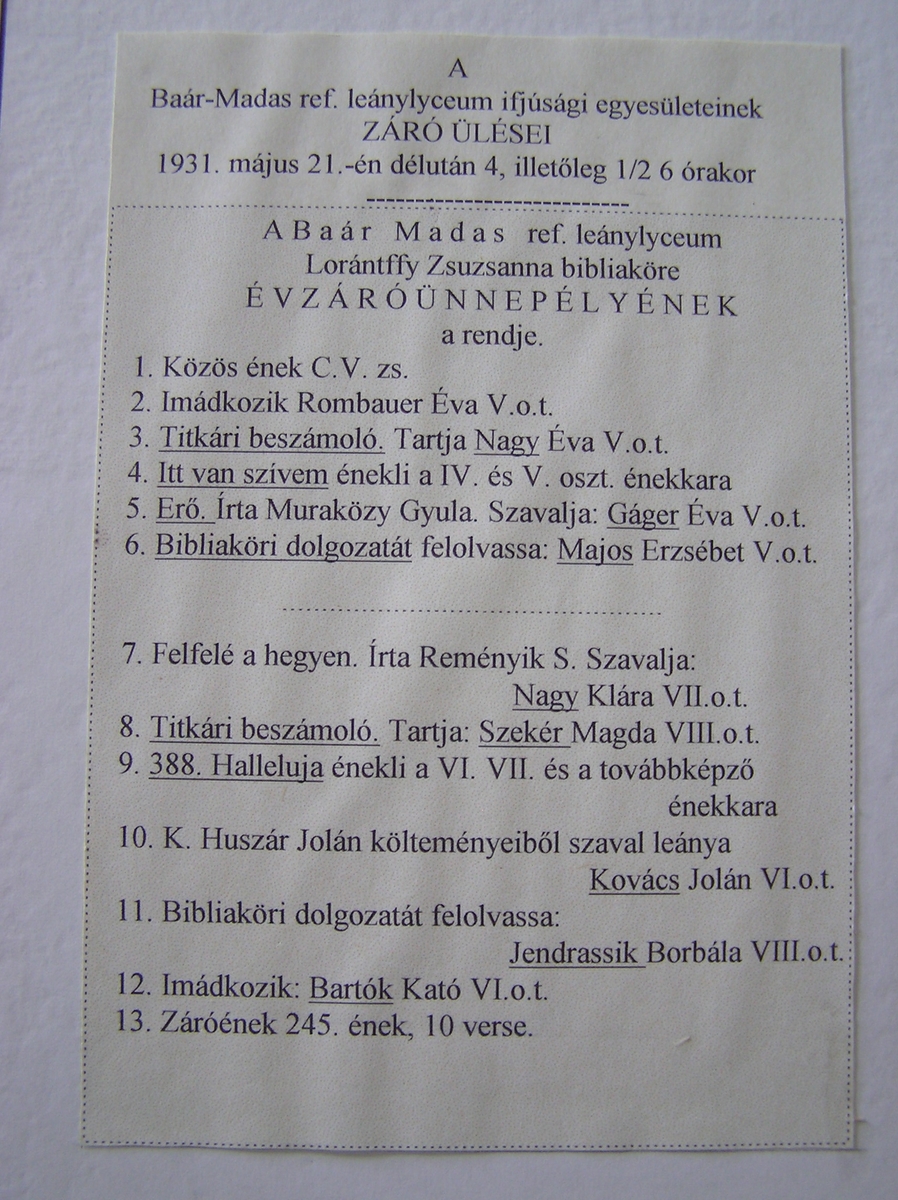 A
Baár-Madas ref. leánylyceum ifjúsági egyesületeinek
ZÁRÓ ÜLÉSEI
1931. május 21.-én délután 4, illetőleg 1/2 6 órakor
A Baár Madas ref. leánylyceum
Lorántffy Zsuzsanna bibliaköre
ÉVZÁRÓÜNNEPÉLYÉNEK
a rendje.
1. Közös ének C.V. zs.
2. Imádkozik Rombauer Éva V.o.t.
3. Titkári beszámoló. Tartja Nagy Éva V.o.t.
4. Itt van szívem énekli a IV. és V. oszt. énekkara
5. Erő. Írta Muraközy Gyula. Szavalja: Gáger Éva V.o.t.
6. Bibliaköri dolgozatát felolvassa: Majos Erzsébet V.o.t.
7. Felfelé a hegyen. Írta Reményik S. Szavalja:
Nagy Klára VII.o.t.
8. Titkári beszámoló. Tartja: Szekér Magda VIII.o.t.
9. 388. Halleluja énekli a VI. VII. és a továbbképző
énekkara
10. K. Huszár Jolán költeményeiből szaval leánya
Kovács Jolán VI.o.t.
11. Bibliaköri dolgozatát felolvassa:
Jendrassik Borbála VIII.o.t.
12. Imádkozik: Bartók Kató VI.o.t.
13. Záróének 245. ének, 10 verse.